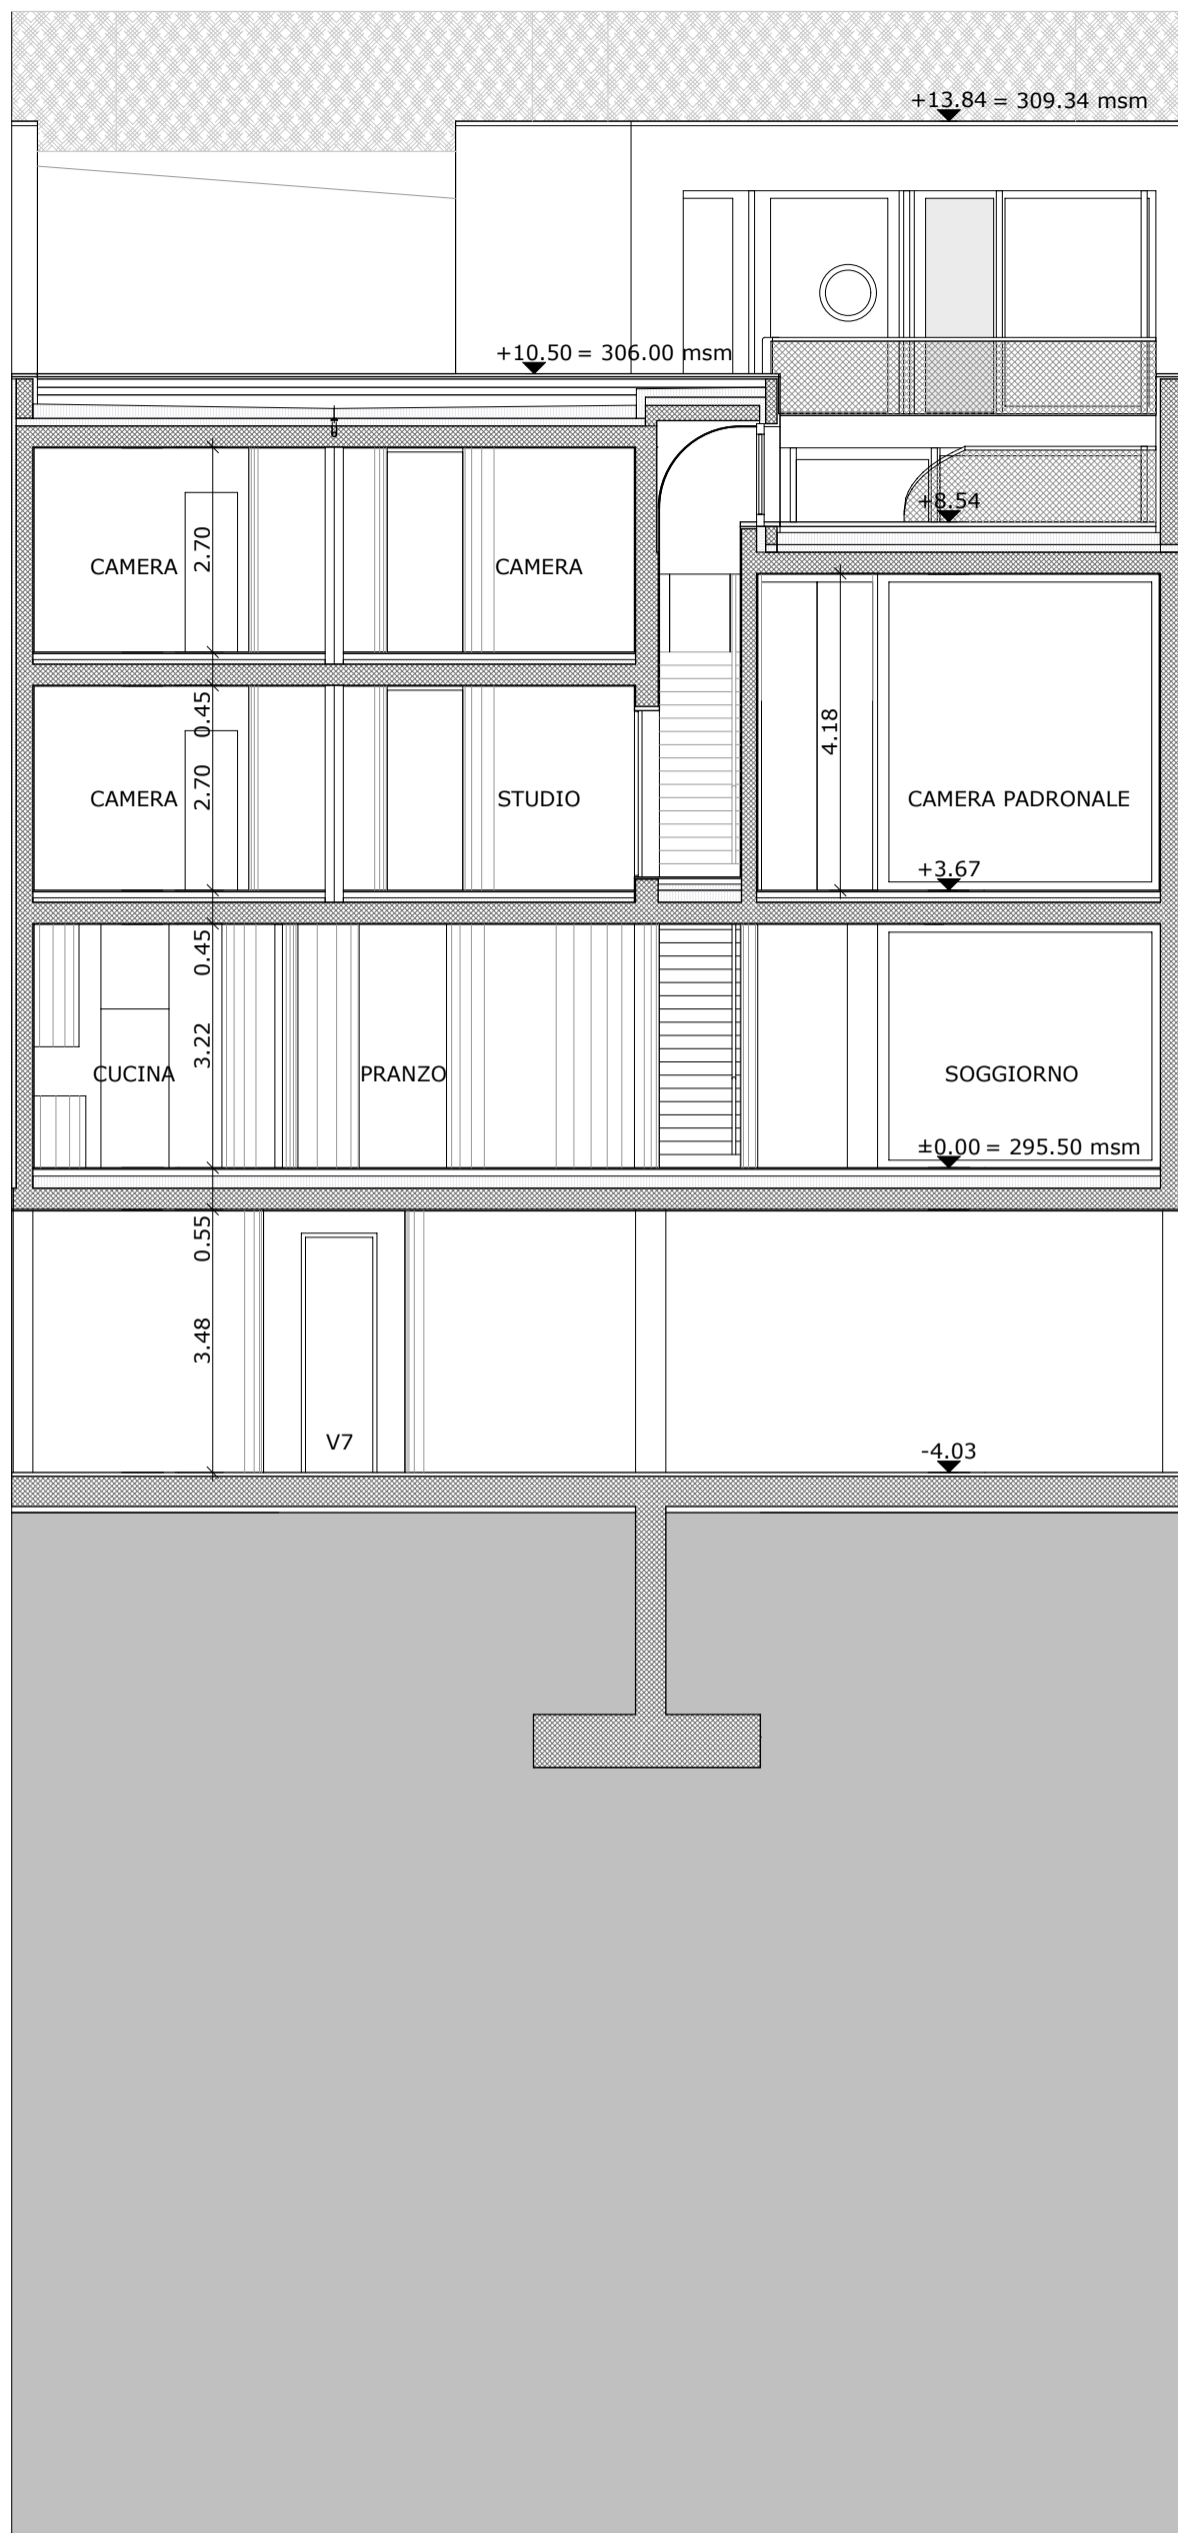 +13.84 = 309.34 msm
+10.50 = 306.00 msm
+8.54
CAMERA
2.70
CAMERA
0.45
4.18
CAMERA
2.70
STUDIO
CAMERA PADRONALE
+3.67
0.45
3.22
CUCINA
PRANZO
SOGGIORNO
±0.00 = 295.50 msm
0.55
3.48
V7
-4.03